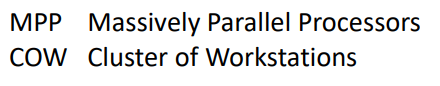 MPP Massively Parallel Processors
COW Cluster of Workstations